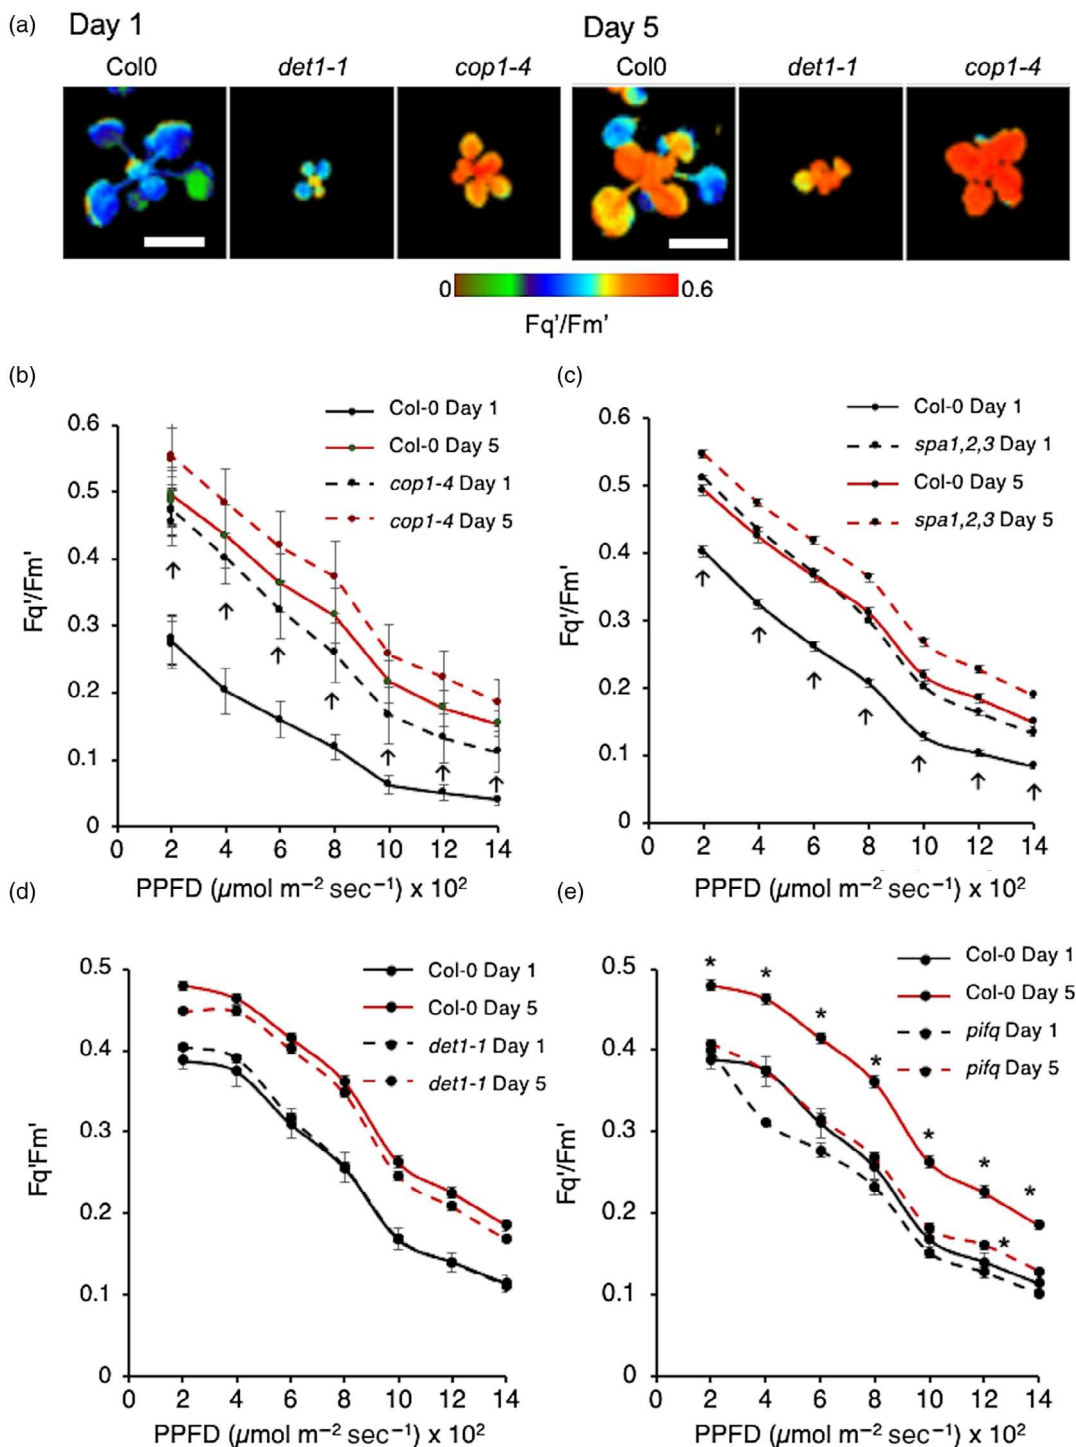 (a)
Day 1
Day 5
Col0
det1-1
cop1-4
Col0
det1-1
cop1-4
0
0.6
Fq'/Fm'
(b)
Col-0 Day 1
Col-0 Day 5
cop1-4 Day 1
cop1-4 Day 5
0.6
0.5
0.4
0.3
0.2
0.1
0
Fq'/Fm'
0 2 4 6 8 10 12 14
PPFD (µmol m⁻² sec⁻¹) x 10²
(c)
Col-0 Day 1
spa1,2,3 Day 1
Col-0 Day 5
spa1,2,3 Day 5
0.6
0.5
0.4
0.3
0.2
0.1
0
Fq'/Fm'
0 2 4 6 8 10 12 14
PPFD (µmol m⁻² sec⁻¹) x 10²
(d)
Col-0 Day 1
Col-0 Day 5
det1-1 Day 1
det1-1 Day 5
0.5
0.4
0.3
0.2
0.1
0
Fq'Fm'
2 4 6 8 10 12 14
PPFD (µmol m⁻² sec⁻¹) x 10²
(e)
Col-0 Day 1
Col-0 Day 5
pifq Day 1
pifq Day 5
0.5
0.4
0.3
0.2
0.1
0
Fq'/Fm'
* * * * * * * *
2 4 6 8 10 12 14
PPFD (µmol m⁻² sec⁻¹) x 10²